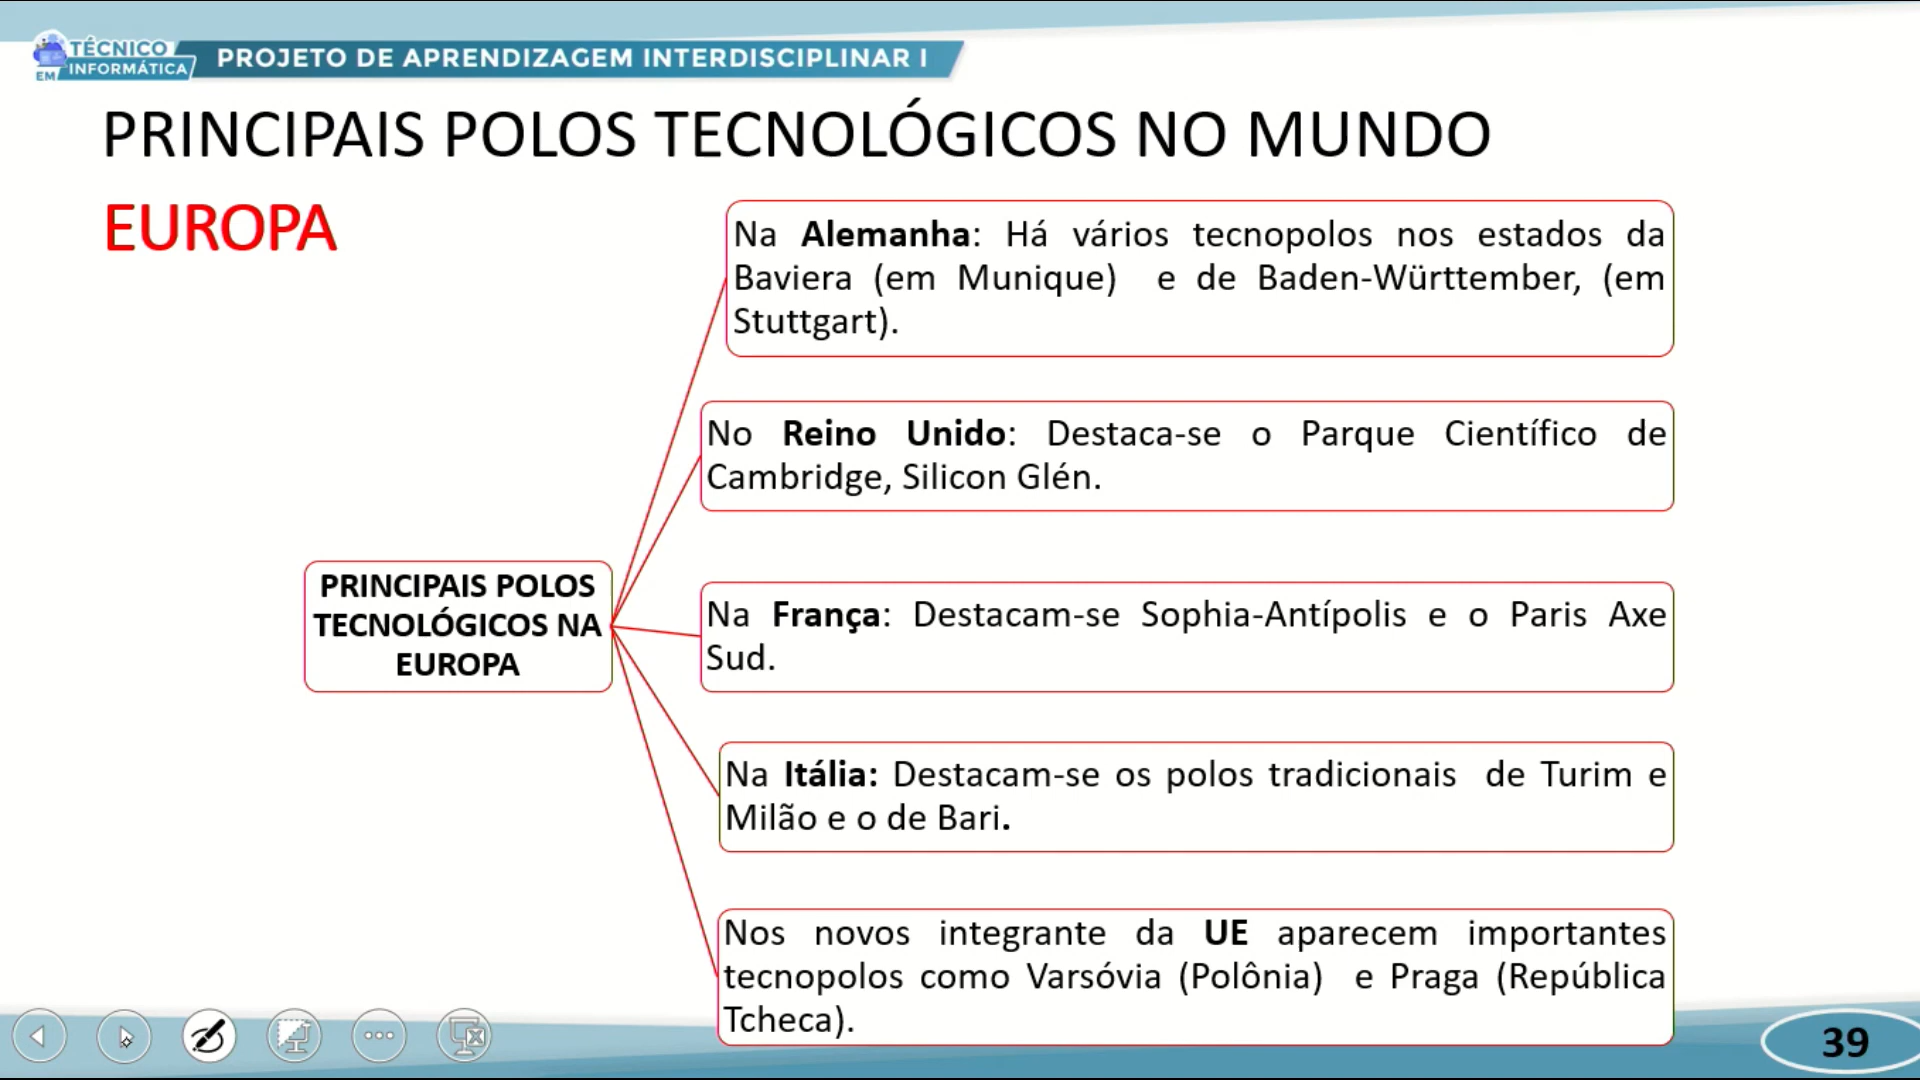 TÉCNICO
EM INFORMÁTICA
PROJETO DE APRENDIZAGEM INTERDISCIPLINAR I
PRINCIPAIS POLOS TECNOLÓGICOS NO MUNDO
EUROPA
Na Alemanha: Há vários tecnopolos nos estados da
Baviera (em Munique) e de Baden-Württember, (em
Stuttgart).
No Reino Unido: Destaca-se o Parque Científico de
Cambridge, Silicon Glén.
PRINCIPAIS POLOS
TECNOLÓGICOS NA
EUROPA
Na França: Destacam-se Sophia-Antípolis e o Paris Axe
Sud.
Na Itália: Destacam-se os polos tradicionais de Turim e
Milão e o de Bari.
Nos novos integrante da UE aparecem importantes
tecnopolos como Varsóvia (Polônia) e Praga (República
Tcheca).
39